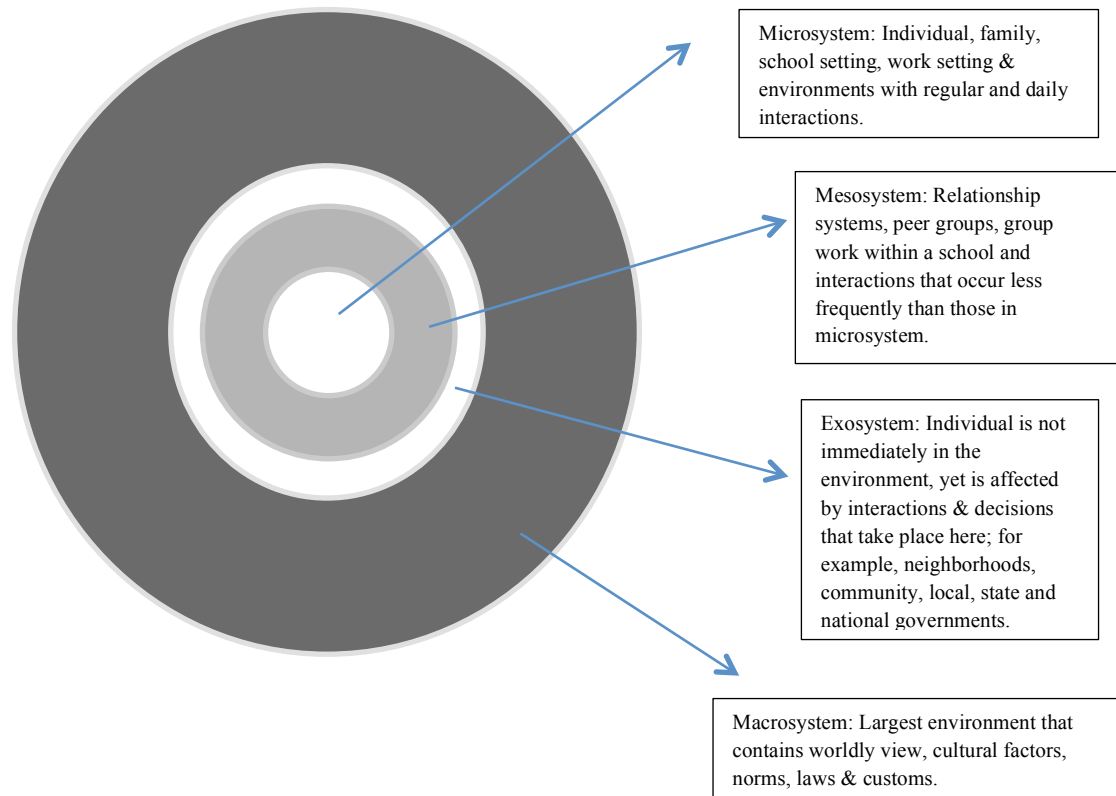 Microsystem: Individual, family,
school setting, work setting &
environments with regular and daily
interactions.
Mesosystem: Relationship
systems, peer groups, group
work within a school and
interactions that occur less
frequently than those in
microsystem.
Exosystem: Individual is not
immediately in the
environment, yet is affected
by interactions & decisions
that take place here; for
example, neighborhoods,
community, local, state and
national governments.
Macrosystem: Largest environment that
contains worldly view, cultural factors,
norms, laws & customs.